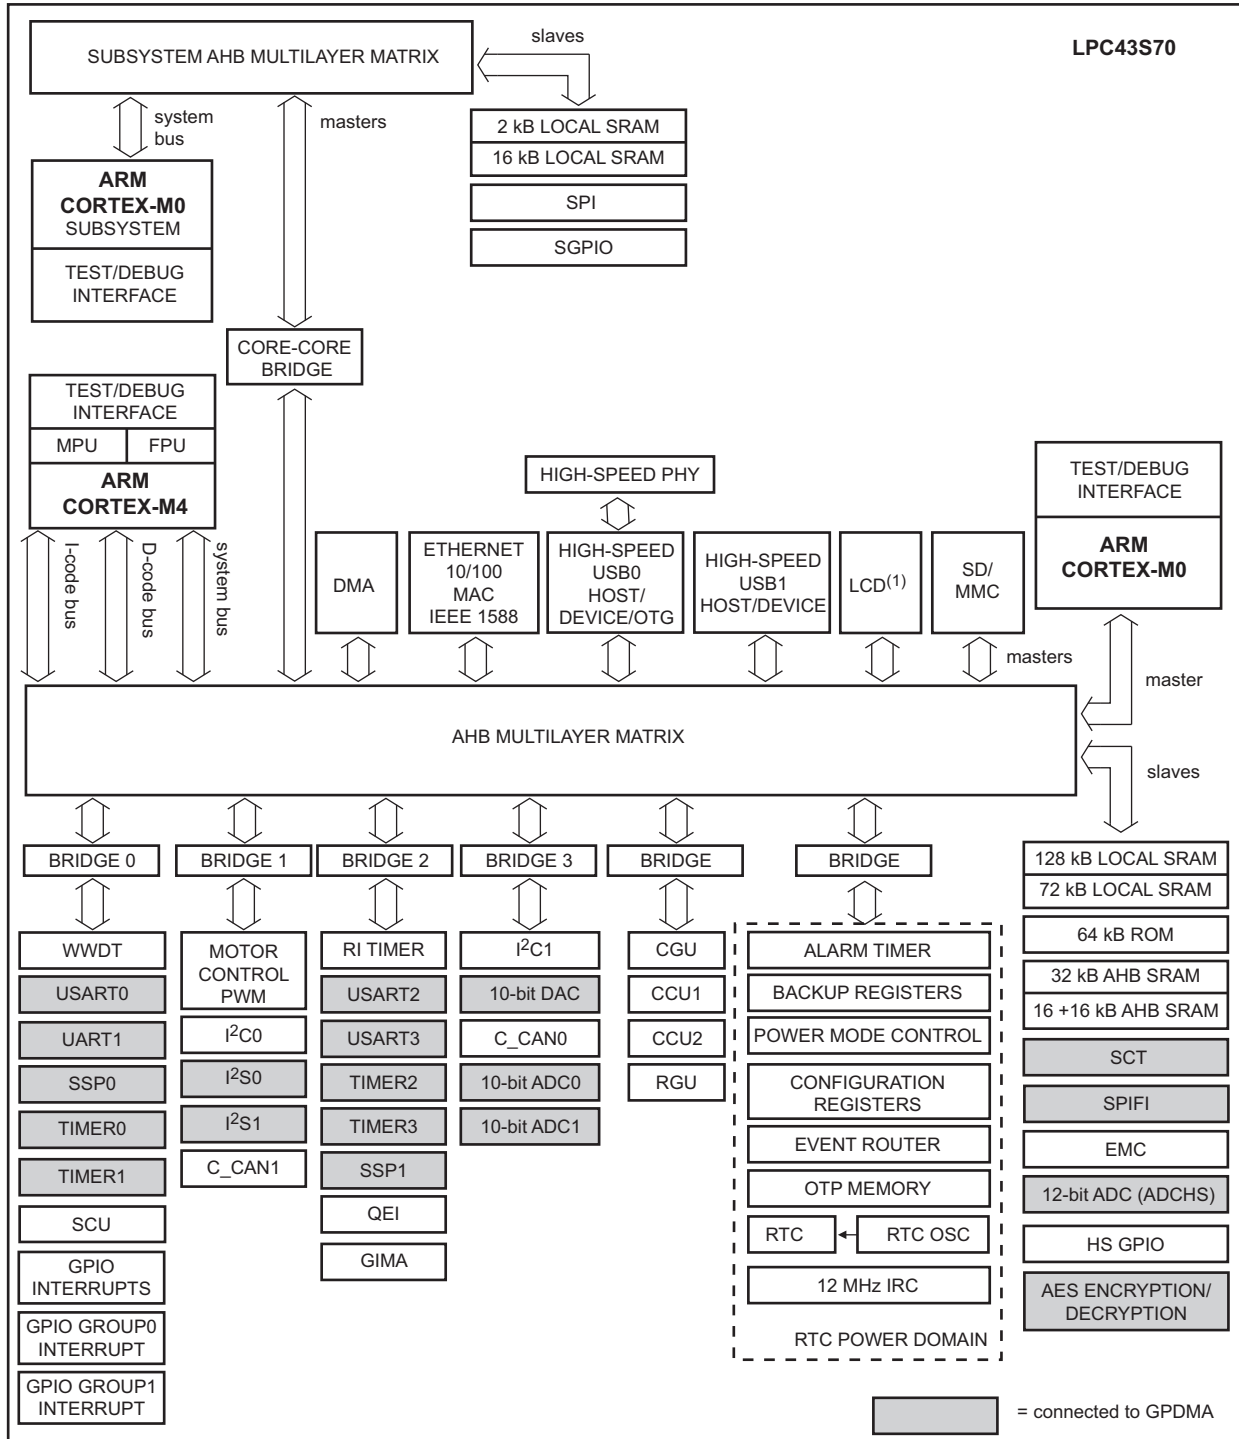 LPC43S70
SUBSYSTEM AHB MULTILAYER MATRIX
slaves
system
bus
masters
2 kB LOCAL SRAM
16 kB LOCAL SRAM
SPI
SGPIO
ARM
CORTEX-M0
SUBSYSTEM
TEST/DEBUG
INTERFACE
CORE-CORE
BRIDGE
TEST/DEBUG
INTERFACE
MPU
FPU
ARM
CORTEX-M4
I-code bus
D-code bus
system bus
HIGH-SPEED PHY
DMA
ETHERNET
10/100
MAC
IEEE 1588
HIGH-SPEED
USB0
HOST/
DEVICE/OTG
HIGH-SPEED
USB1
HOST/DEVICE
LCD(1)
SD/
MMC
TEST/DEBUG
INTERFACE
ARM
CORTEX-M0
masters
master
AHB MULTILAYER MATRIX
slaves
BRIDGE 0
BRIDGE 1
BRIDGE 2
BRIDGE 3
BRIDGE
BRIDGE
WWDT
USART0
UART1
SSP0
TIMER0
TIMER1
SCU
GPIO
INTERRUPTS
GPIO GROUP0
INTERRUPT
GPIO GROUP1
INTERRUPT
MOTOR
CONTROL
PWM
I2C0
I2S0
I2S1
C_CAN1
RI TIMER
USART2
USART3
TIMER2
TIMER3
SSP1
QEI
GIMA
I2C1
10-bit DAC
C_CAN0
10-bit ADC0
10-bit ADC1
CGU
CCU1
CCU2
RGU
ALARM TIMER
BACKUP REGISTERS
POWER MODE CONTROL
CONFIGURATION
REGISTERS
EVENT ROUTER
OTP MEMORY
RTC
RTC OSC
12 MHz IRC
RTC POWER DOMAIN
128 kB LOCAL SRAM
72 kB LOCAL SRAM
64 kB ROM
32 kB AHB SRAM
16 +16 kB AHB SRAM
SCT
SPIFI
EMC
12-bit ADC (ADCHS)
HS GPIO
AES ENCRYPTION/
DECRYPTION
= connected to GPDMA